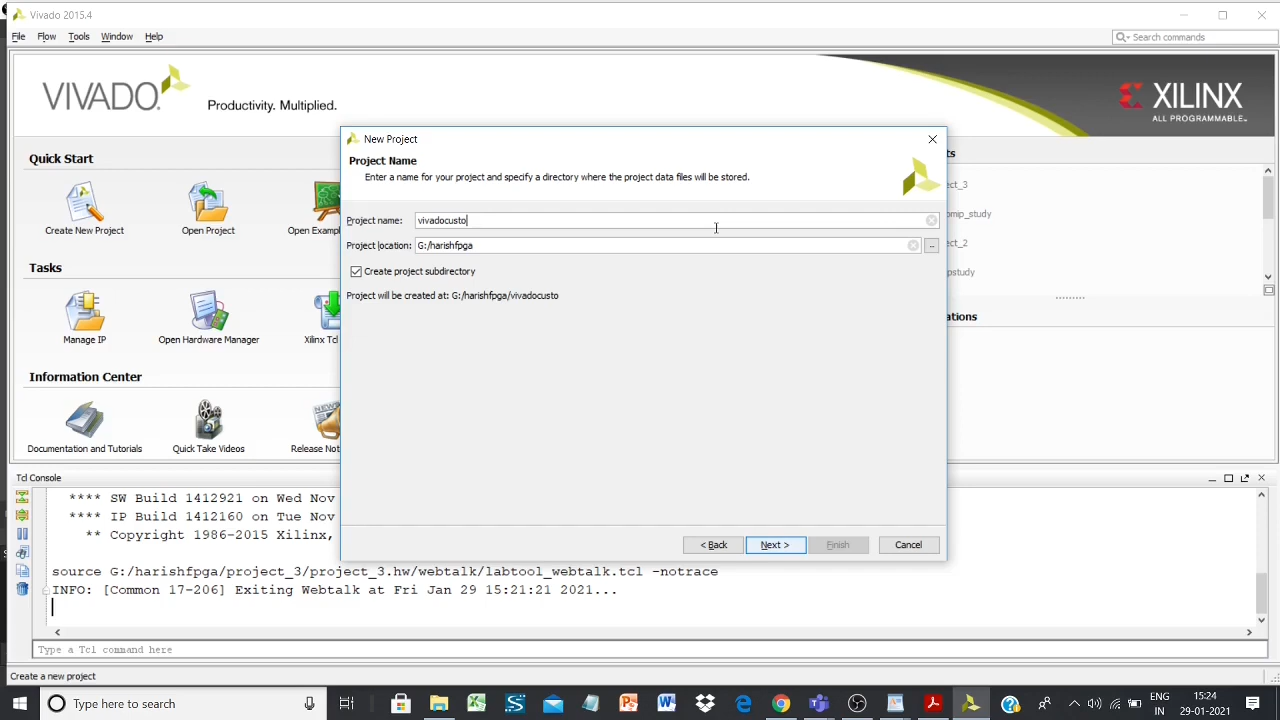 Vivado 2015.4
File Flow Tools Window Help
Search commands
VIVADO. Productivity. Multiplied.
XILINX
ALL PROGRAMMABLE.
Quick Start
Create New Project
Open Project
Open Examp
Tasks
Manage IP
Open Hardware Manager
Xilinx Tcl
Information Center
Documentation and Tutorials
Quick Take Videos
Release Not
New Project
Project Name
Enter a name for your project and specify a directory where the project data files will be stored.
Project name: vivadocusto
Project location: G:/harishfpga
Create project subdirectory
Project will be created at: G:/harishfpga/vivadocusto
< Back Next > Finish Cancel
ts
ect_3
omip_study
ect_2
pstudy
ations
Tcl Console
**** SW Build 1412921 on Wed Nov
**** IP Build 1412160 on Tue Nov
** Copyright 1986-2015 Xilinx,
source G:/harishfpga/project_3/project_3.hw/webtalk/labtool_webtalk.tcl -notrace
INFO: [Common 17-206] Exiting Webtalk at Fri Jan 29 15:21:21 2021...
Type a Tcl command here
Create a new project
Type here to search
ENG
IN
15:24
29-01-2021